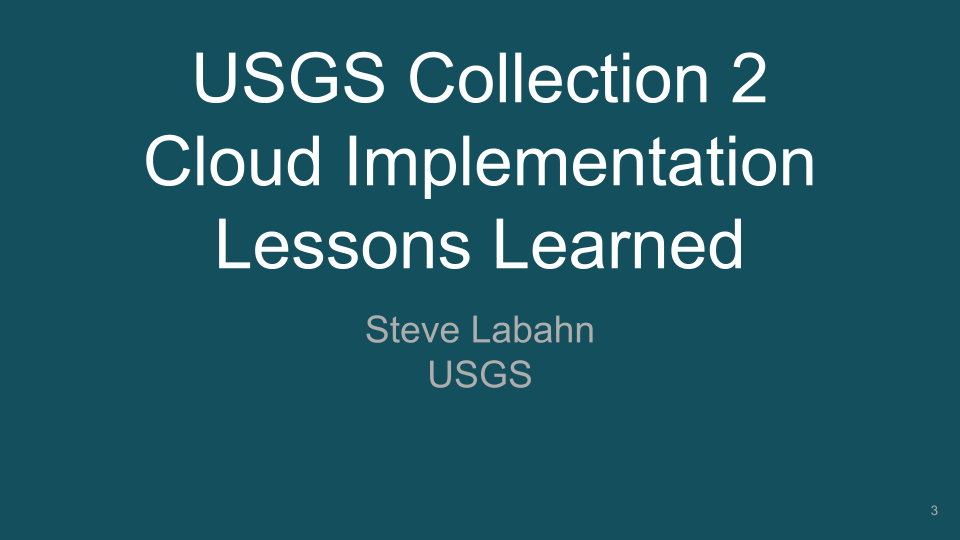 USGS Collection 2
Cloud Implementation
Lessons Learned
Steve Labahn
USGS
3